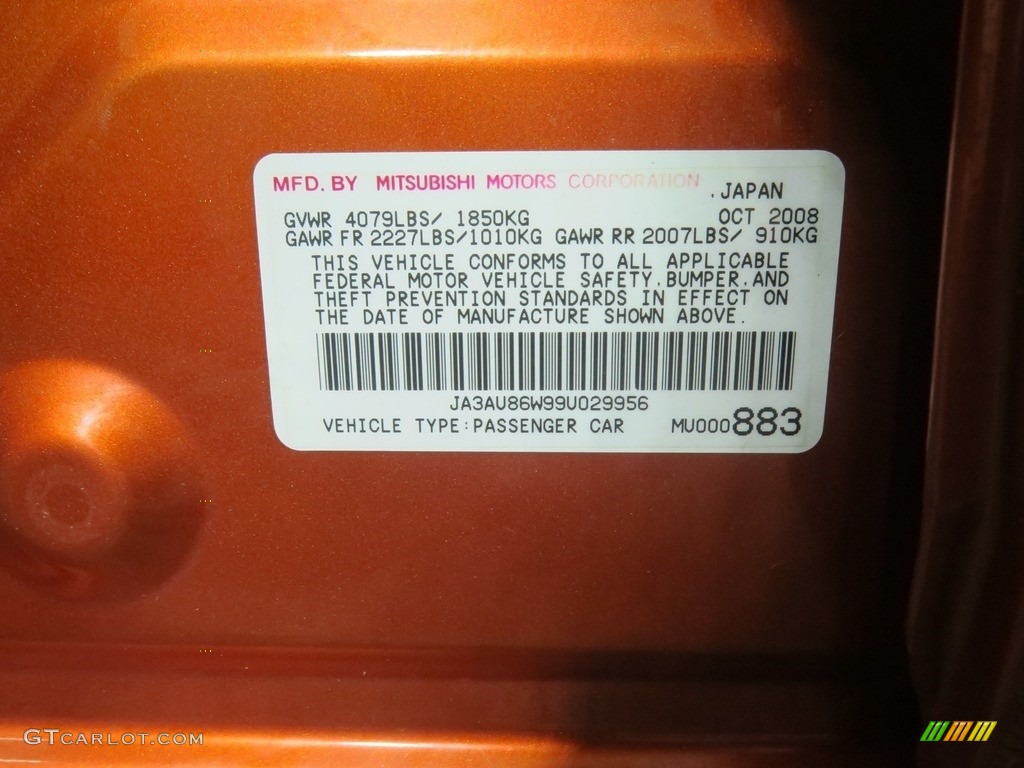 MFD. BY MITSUBISHI MOTORS CORPORATION
.JAPAN
GVWR 4079LBS/ 1850KG OCT 2008
GAWR FR 2227LBS/1010KG GAWR RR 2007LBS/ 910KG
THIS VEHICLE CONFORMS TO ALL APPLICABLE
FEDERAL MOTOR VEHICLE SAFETY.BUMPER.AND
THEFT PREVENTION STANDARDS IN EFFECT ON
THE DATE OF MANUFACTURE SHOWN ABOVE.
JA3AU86W99U029956
VEHICLE TYPE:PASSENGER CAR MU000883
GTCARLOT.COM